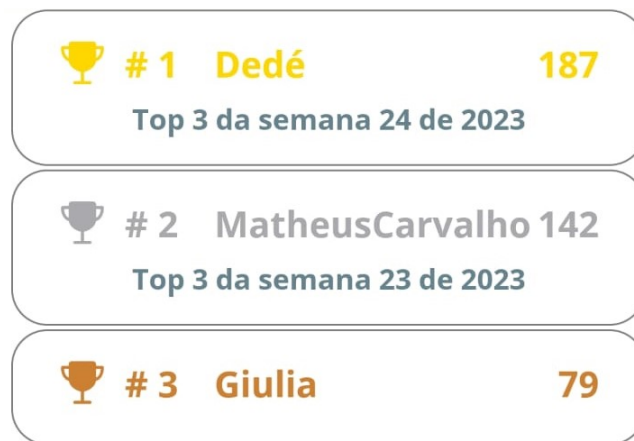 # 1 Dedé 187
Top 3 da semana 24 de 2023
# 2 MatheusCarvalho 142
Top 3 da semana 23 de 2023
# 3 Giulia 79